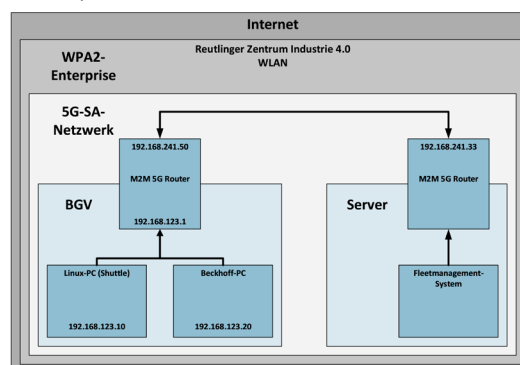 Internet
Reutlinger Zentrum Industrie 4.0
WLAN
WPA2-
Enterprise
5G-SA-
Netzwerk
192.168.241.50
M2M 5G Router
192.168.123.1
192.168.241.33
M2M 5G Router
BGV
Server
Linux-PC (Shuttle)
192.168.123.10
Beckhoff-PC
192.168.123.20
Fleetmanagement-
System